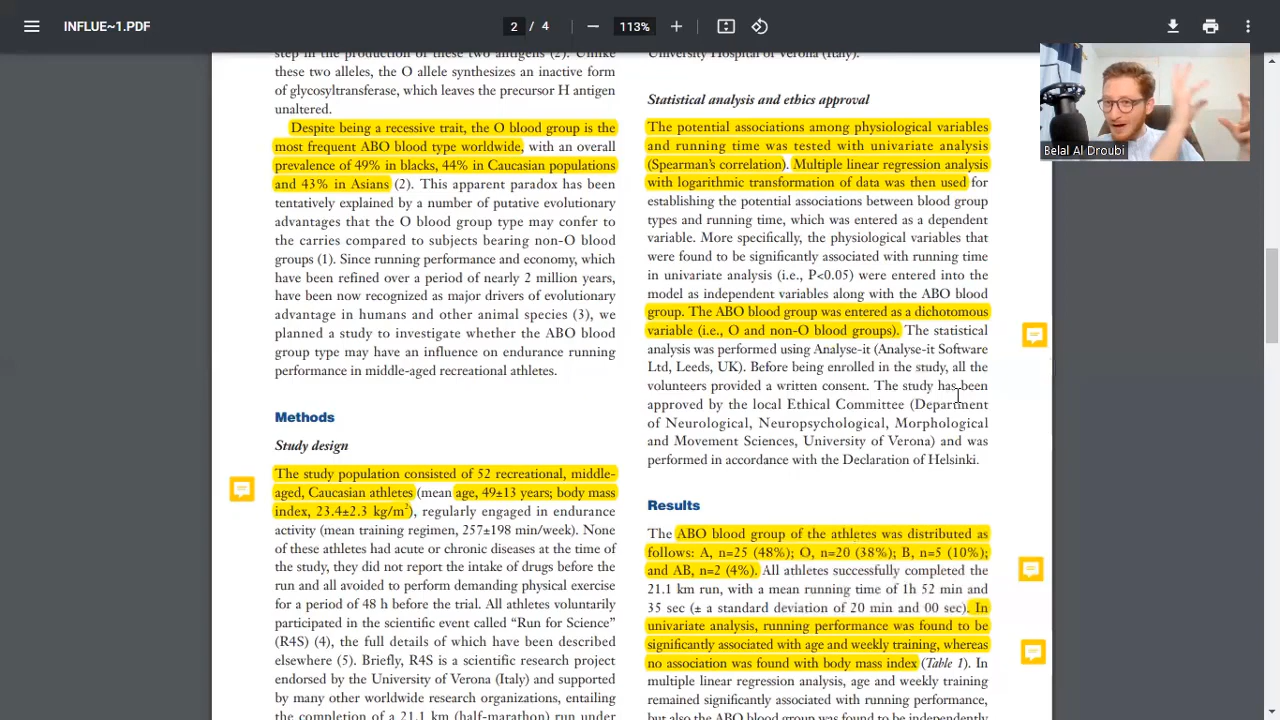 INFLUE~1.PDF
2 / 4
113%
step in the production of these two antigens (2). Unlike
these two alleles, the O allele synthesizes an inactive form
of glycosyltransferase, which leaves the precursor H antigen
unaltered.
Despite being a recessive trait, the O blood group is the
most frequent ABO blood type worldwide, with an overall
prevalence of 49% in blacks, 44% in Caucasian populations
and 43% in Asians (2). This apparent paradox has been
tentatively explained by a number of putative evolutionary
advantages that the O blood group type may confer to
the carries compared to subjects bearing non-O blood
groups (1). Since running performance and economy, which
have been refined over a period of nearly 2 million years,
have been now recognized as major drivers of evolutionary
advantage in humans and other animal species (3), we
planned a study to investigate whether the ABO blood
group type may have an influence on endurance running
performance in middle-aged recreational athletes.
Methods
Study design
The study population consisted of 52 recreational, middle-
aged, Caucasian athletes (mean age, 49±13 years; body mass
index, 23.4±2.3 kg/m²), regularly engaged in endurance
activity (mean training regimen, 257±198 min/week). None
of these athletes had acute or chronic diseases at the time of
the study, they did not report the intake of drugs before the
run and all avoided to perform demanding physical exercise
for a period of 48 h before the trial. All athletes voluntarily
participated in the scientific event called “Run for Science”
(R4S) (4), the full details of which have been described
elsewhere (5). Briefly, R4S is a scientific research project
endorsed by the University of Verona (Italy) and supported
by many other worldwide research organizations, entailing
the completion of a 21.1 km (half-marathon) run under
University Hospital of Verona (Italy).
Statistical analysis and ethics approval
The potential associations among physiological variables
and running time was tested with univariate analysis
(Spearman’s correlation). Multiple linear regression analysis
with logarithmic transformation of data was then used for
establishing the potential associations between blood group
types and running time, which was entered as a dependent
variable. More specifically, the physiological variables that
were found to be significantly associated with running time
in univariate analysis (i.e., P<0.05) were entered into the
model as independent variables along with the ABO blood
group. The ABO blood group was entered as a dichotomous
variable (i.e., O and non-O blood groups). The statistical
analysis was performed using Analyse-it (Analyse-it Software
Ltd, Leeds, UK). Before being enrolled in the study, all the
volunteers provided a written consent. The study has been
approved by the local Ethical Committee (Department
of Neurological, Neuropsychological, Morphological
and Movement Sciences, University of Verona) and was
performed in accordance with the Declaration of Helsinki.
Results
The ABO blood group of the athletes was distributed as
follows: A, n=25 (48%); O, n=20 (38%); B, n=5 (10%);
and AB, n=2 (4%). All athletes successfully completed the
21.1 km run, with a mean running time of 1h 52 min and
35 sec (± a standard deviation of 20 min and 00 sec). In
univariate analysis, running performance was found to be
significantly associated with age and weekly training, whereas
no association was found with body mass index (Table 1). In
multiple linear regression analysis, age and weekly training
remained significantly associated with running performance,
but also the ABO blood group was found to be independently
Belal Al Droubi